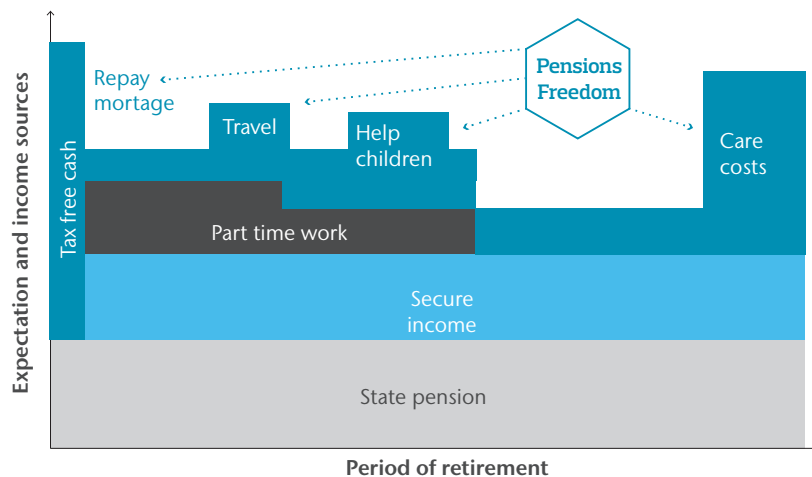 Expectation and income sources
Tax free cash
Repay
mortage
Travel
Help
children
Pensions
Freedom
Care
costs
Part time work
Secure
income
State pension
Period of retirement